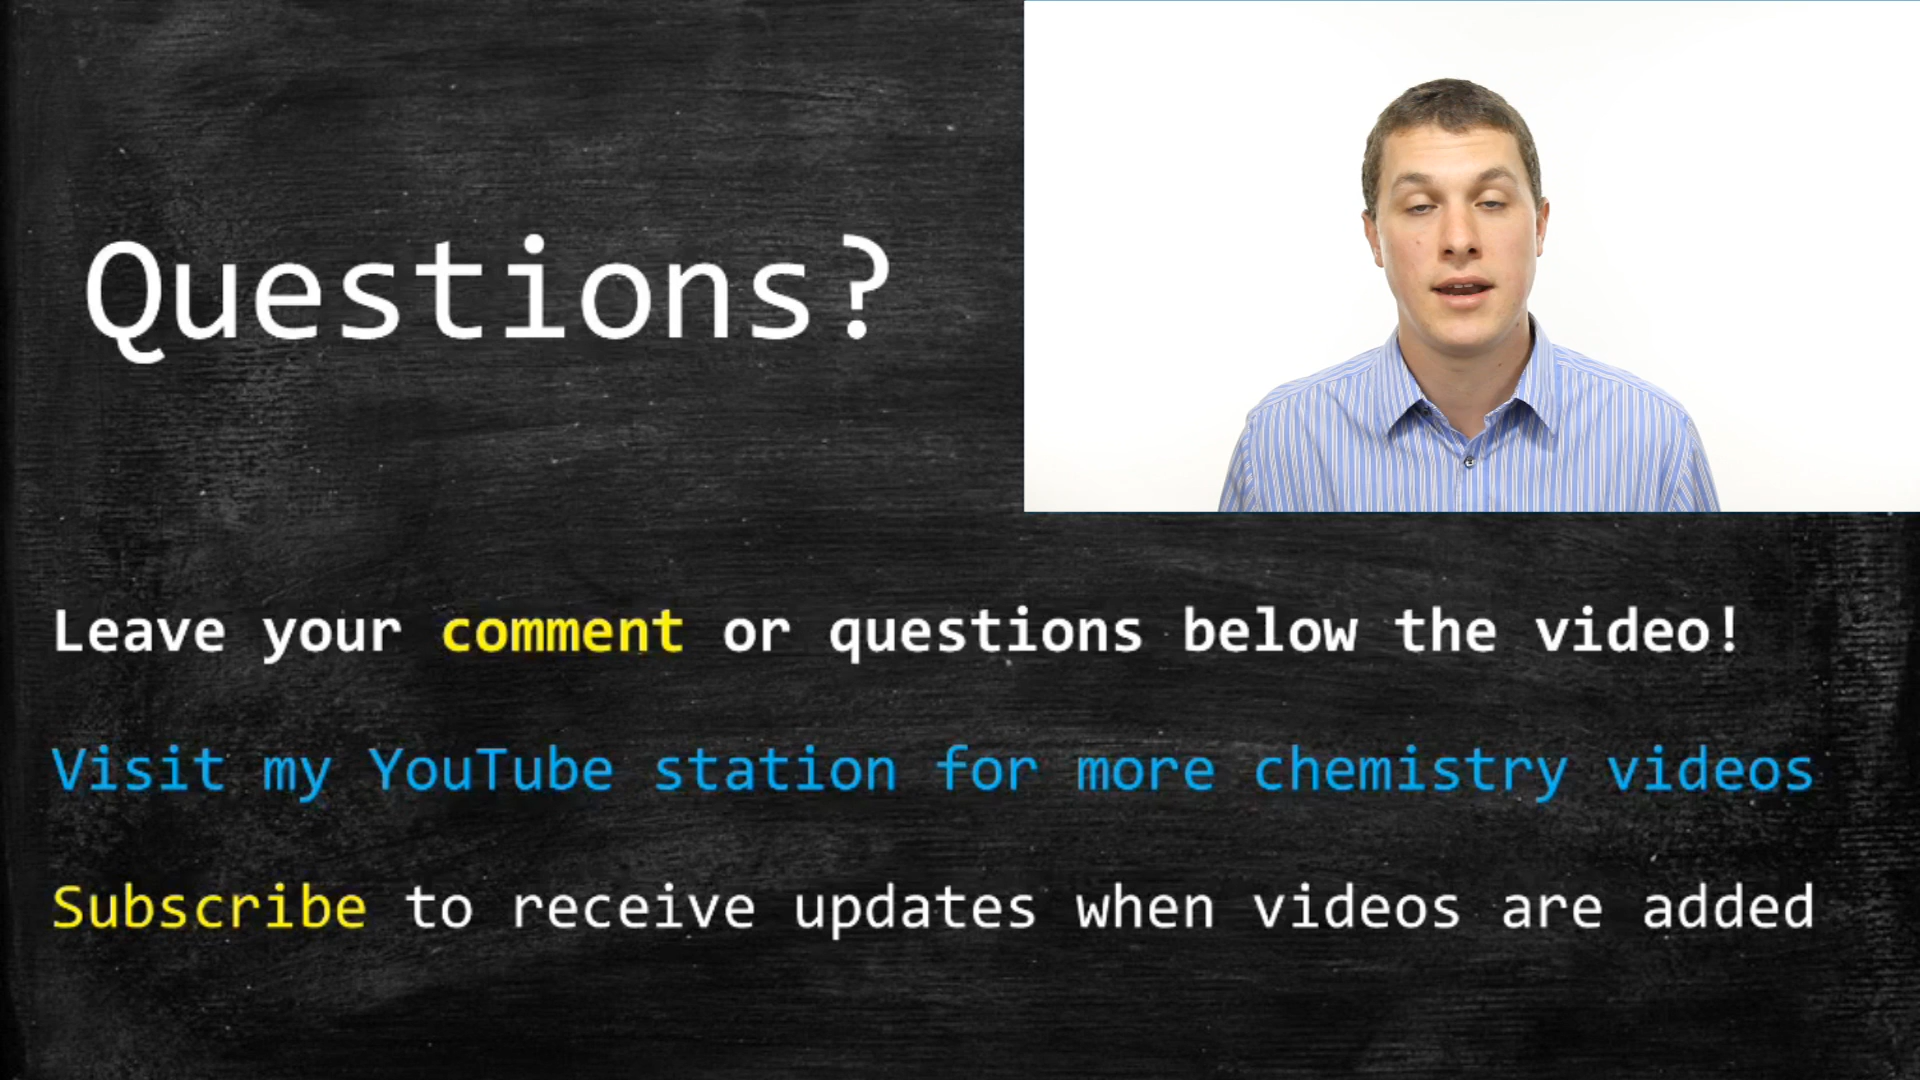 Questions?
Leave your comment or questions below the video!
Visit my YouTube station for more chemistry videos
Subscribe to receive updates when videos are added